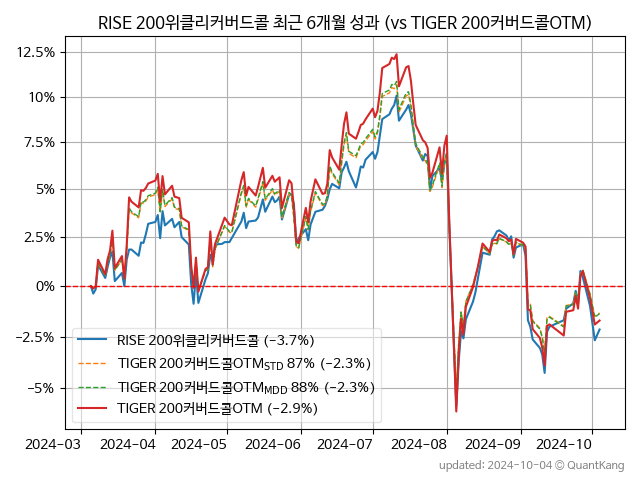 RISE 200위클리커버드콜 최근 6개월 성과 (vs TIGER 200커버드콜OTM)
12.5%
10%
7.5%
5%
2.5%
0%
−2.5%
−5%
RISE 200위클리커버드콜 (−3.7%)
TIGER 200커버드콜OTM_STD 87% (−2.3%)
TIGER 200커버드콜OTM_MDD 88% (−2.3%)
TIGER 200커버드콜OTM (−2.9%)
2024-03 2024-04 2024-05 2024-06 2024-07 2024-08 2024-09 2024-10
updated: 2024-10-04 © QuantKang